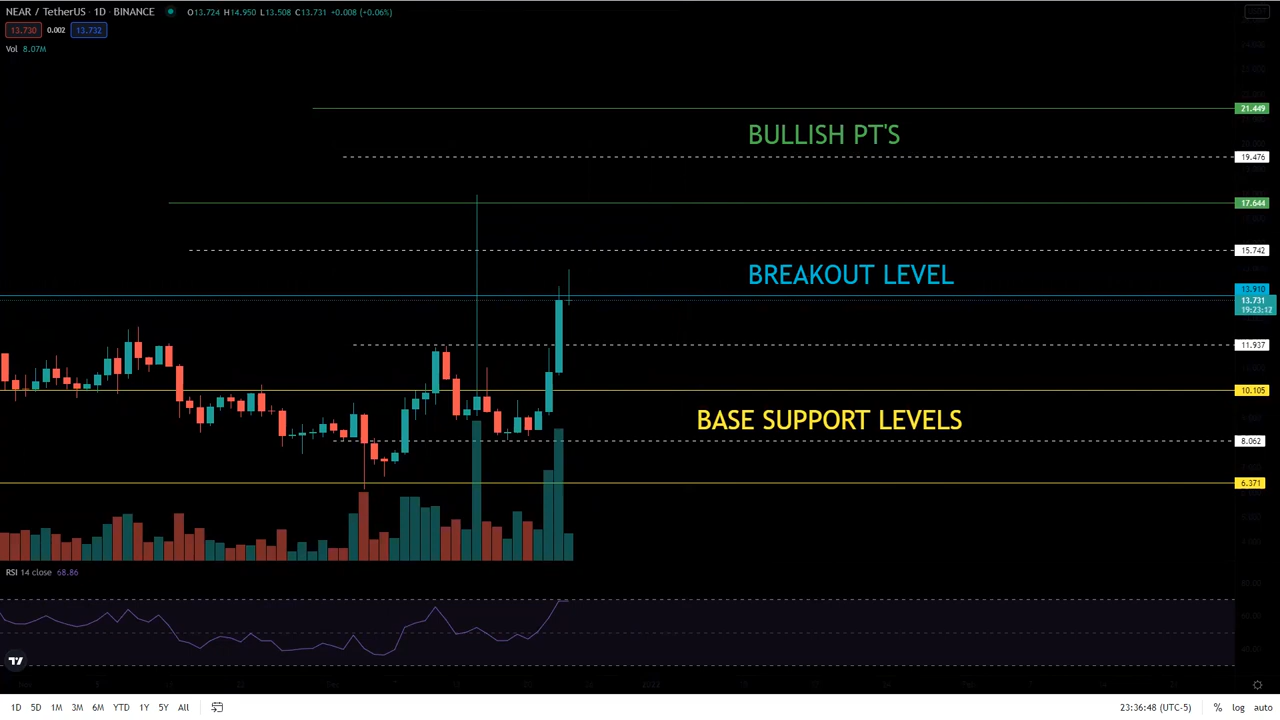 NEAR / TetherUS · 1D · BINANCE O13.724 H14.950 L13.508 C13.731 +0.008 (+0.06%)
13.730 0.002 13.732
Vol 8.07M
21.449
BULLISH PT'S
19.476
17.644
15.742
BREAKOUT LEVEL
13.910
13.731
19:23:12
11.937
10.105
BASE SUPPORT LEVELS
8.062
6.371
RSI 14 close 68.86
1D 5D 1M 3M 6M YTD 1Y 5Y All 23:36:48 (UTC-5) % log auto